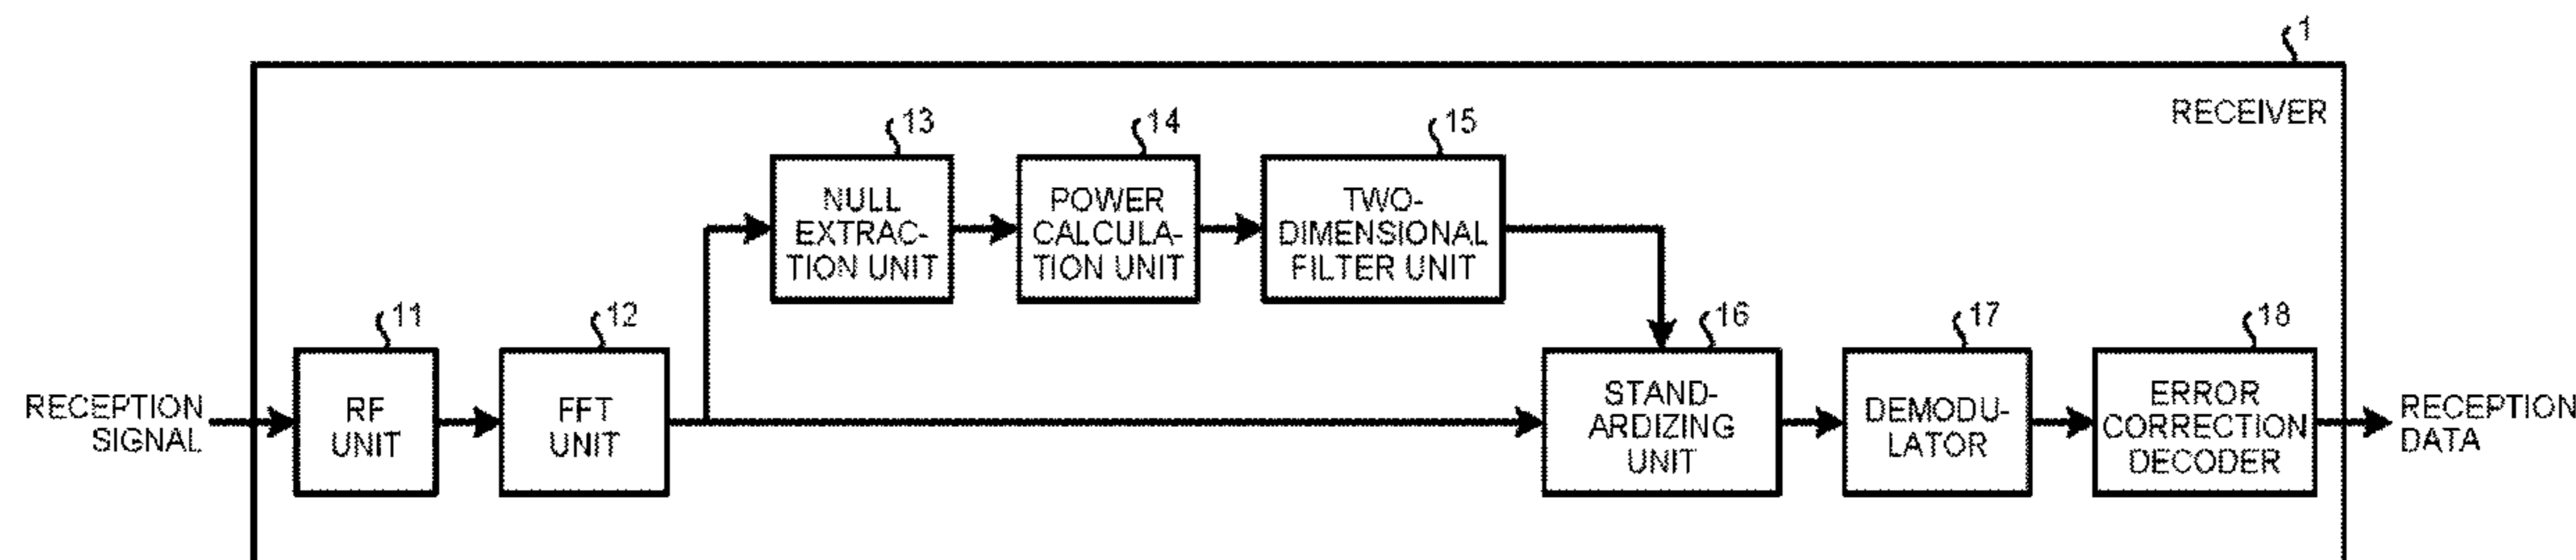 1
RECEIVER
13
14
15
NULL
EXTRAC-
TION UNIT
POWER
CALCULA-
TION UNIT
TWO-
DIMENSIONAL
FILTER UNIT
11
12
16
17
18
RECEPTION
SIGNAL
RF
UNIT
FFT
UNIT
STAND-
ARDIZING
UNIT
DEMODU-
LATOR
ERROR
CORRECTION
DECODER
RECEPTION
DATA